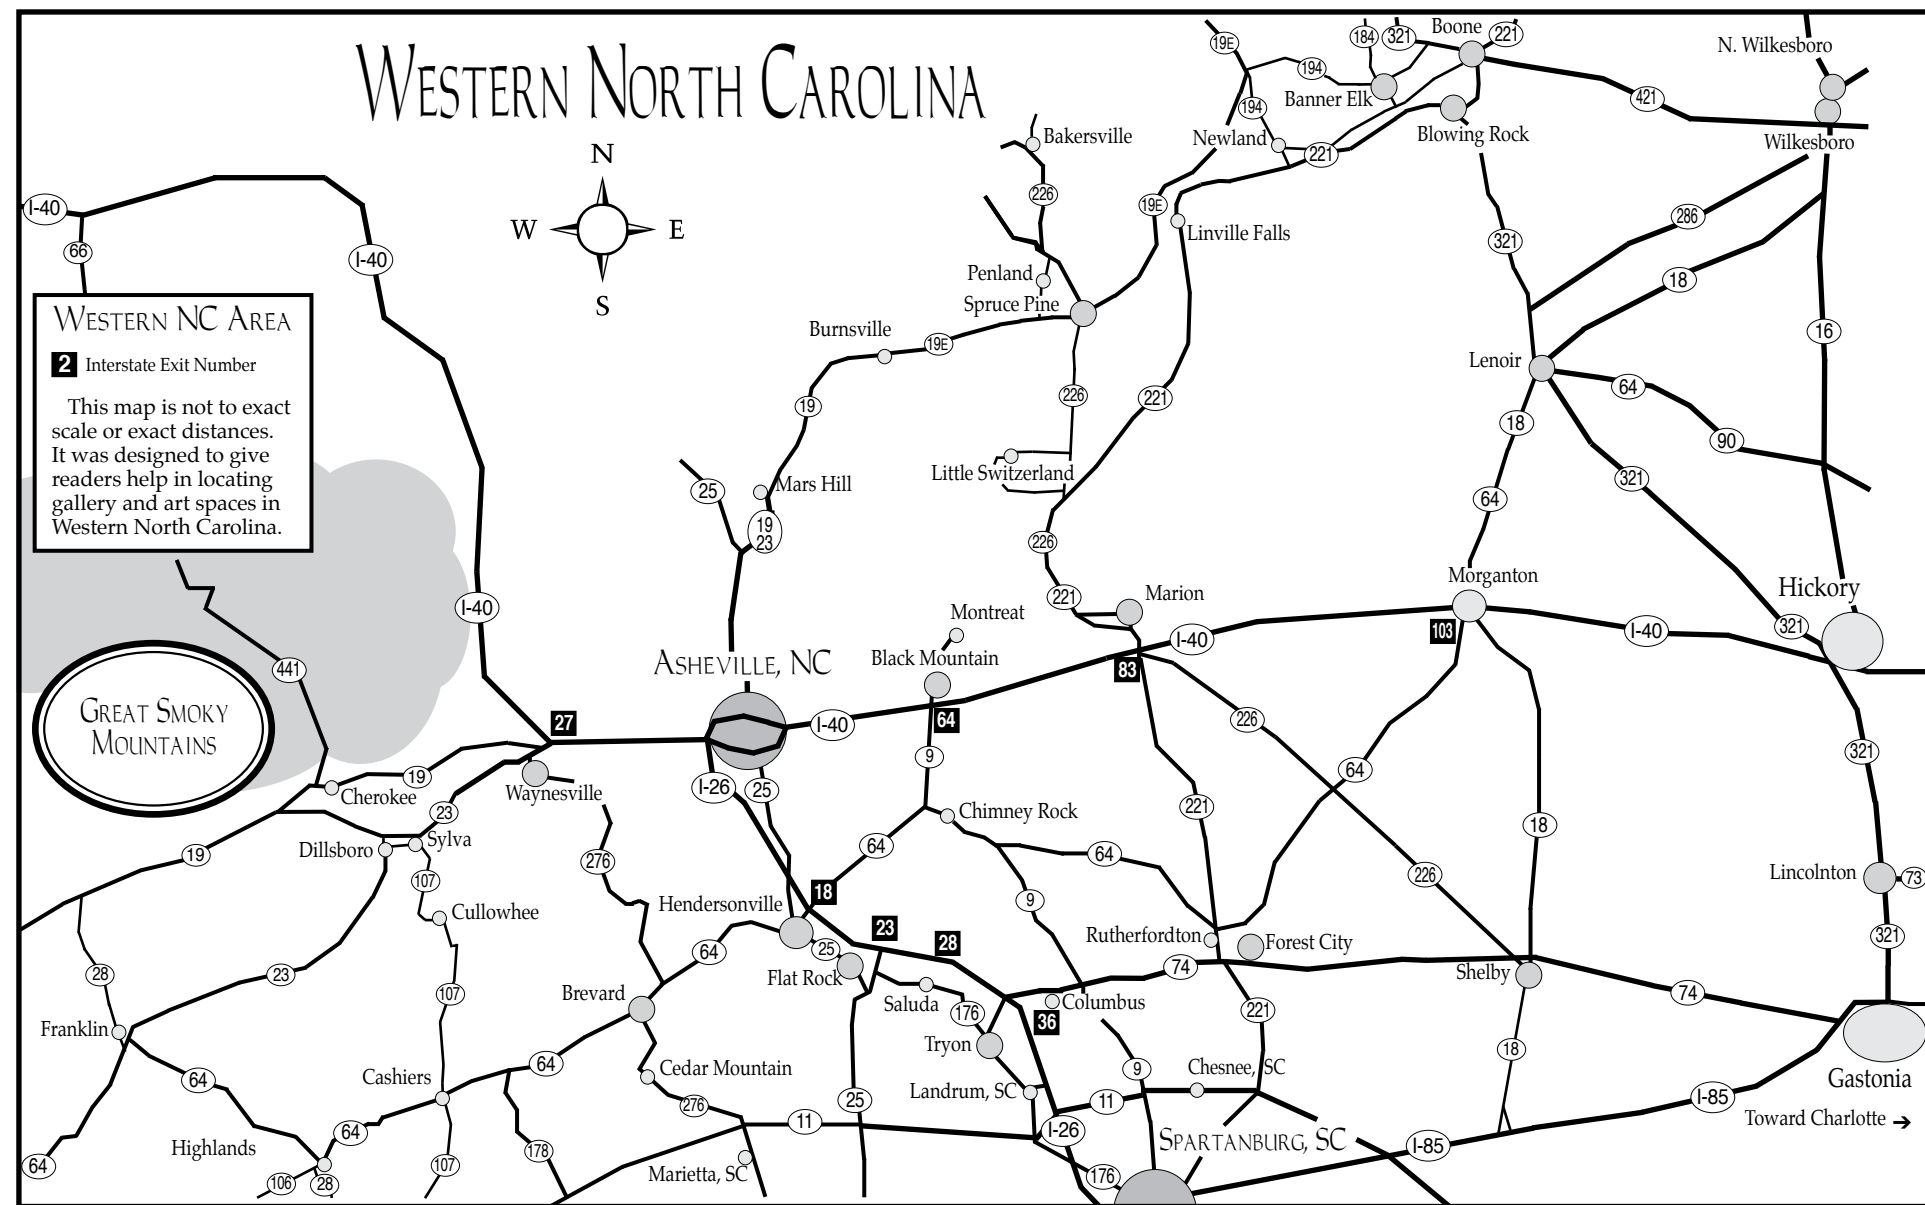 WESTERN NORTH CAROLINA
N
W
E
S
WESTERN NC AREA
2 Interstate Exit Number
This map is not to exact
scale or exact distances.
It was designed to give
readers help in locating
gallery and art spaces in
Western North Carolina.
GREAT SMOKY
MOUNTAINS
I-40
66
I-40
I-40
441
27
19
Cherokee
23
Waynesville
Dillsboro
Sylva
19
107
Cullowhee
28
23
107
Franklin
64
Cashiers
Highlands
64
64
106
28
107
64
178
276
Brevard
64
Cedar Mountain
276
Marietta, SC
11
25
ASHEVILLE, NC
I-26
25
I-40
25
19
23
Mars Hill
19
Burnsville
19E
Bakersville
226
Penland
Spruce Pine
226
Little Switzerland
226
221
Linville Falls
19E
221
19E
194
194
Newland
221
184
321
Boone
221
Banner Elk
Blowing Rock
421
N. Wilkesboro
Wilkesboro
321
286
18
16
Lenoir
64
90
18
64
321
Morganton
Hickory
321
103
I-40
I-40
Marion
83
Montreat
Black Mountain
64
9
Chimney Rock
64
64
9
18
Hendersonville
23
28
25
Flat Rock
Saluda
176
Tryon
36
Columbus
74
Landrum, SC
11
I-26
176
9
Chesnee, SC
221
SPARTANBURG, SC
I-85
226
221
64
226
18
Rutherfordton
Forest City
Shelby
18
74
321
Lincolnton
73
321
Gastonia
I-85
Toward Charlotte →